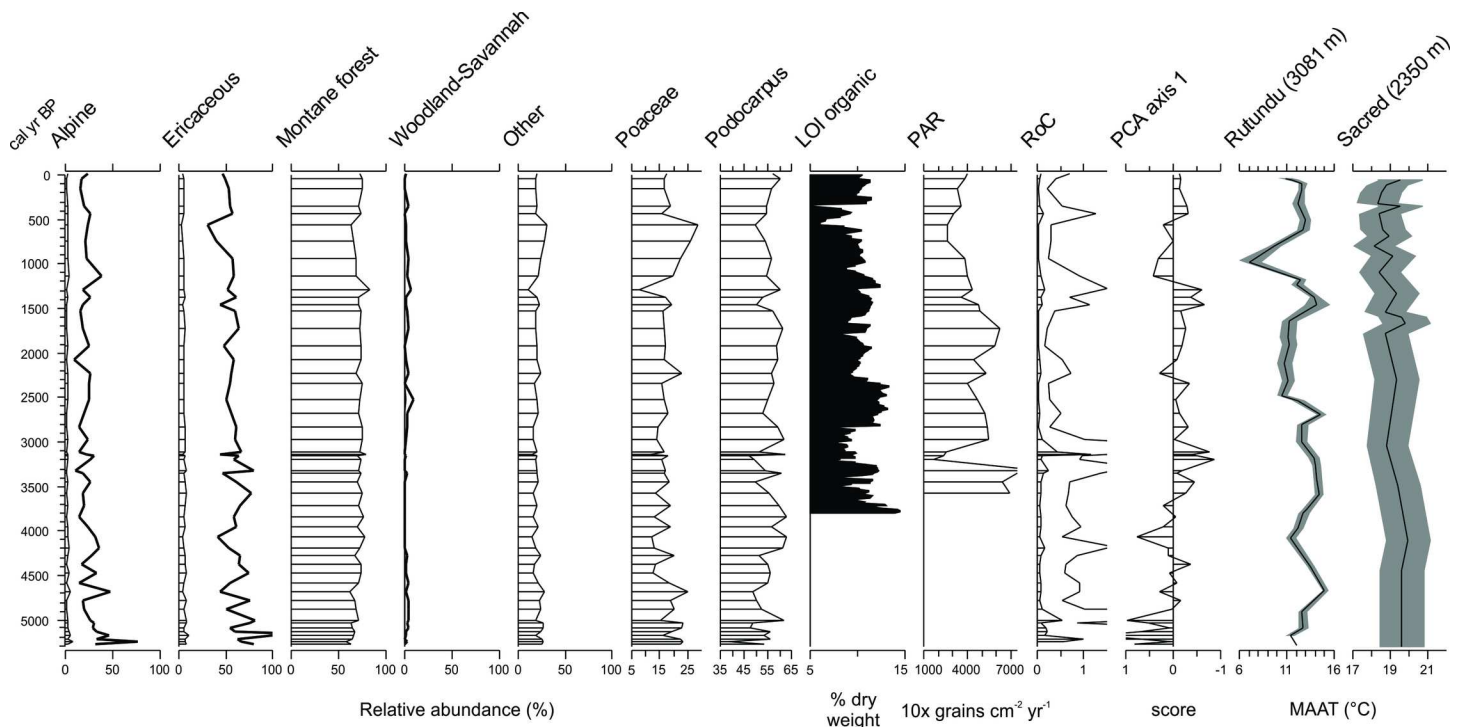 cal yr BP
Alpine
Ericaceous
Montane forest
Woodland-Savannah
Other
Poaceae
Podocarpus
LOI organic
PAR
RoC
PCA axis 1
Rutundu (3081 m)
Sacred (2350 m)
0
500
1000
1500
2000
2500
3000
3500
4000
4500
5000
0 50 100
0 50 100
0 50 100
0 50 100
0 50 100
5 15 25
35 45 55 65
5 15
1000 4000 7000
0 1
1 0 -1
6 11 16
17 19 21
Relative abundance (%)
% dry
weight
10x grains cm⁻² yr⁻¹
score
MAAT (°C)